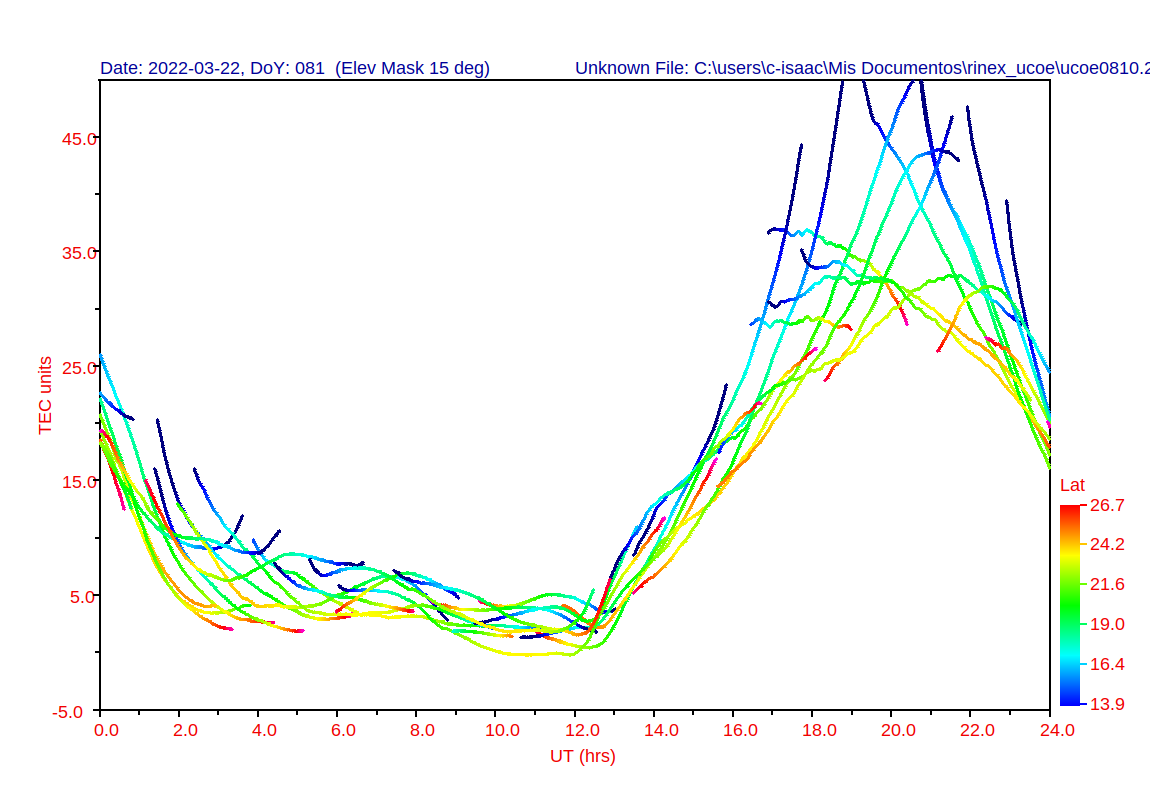 Date: 2022-03-22, DoY: 081 (Elev Mask 15 deg) Unknown File: C:\users\c-isaac\Mis Documentos\rinex_ucoe\ucoe0810.2
45.0
35.0
25.0
15.0
5.0
-5.0
TEC units
0.0 2.0 4.0 6.0 8.0 10.0 12.0 14.0 16.0 18.0 20.0 22.0 24.0
UT (hrs)
Lat
26.7
24.2
21.6
19.0
16.4
13.9